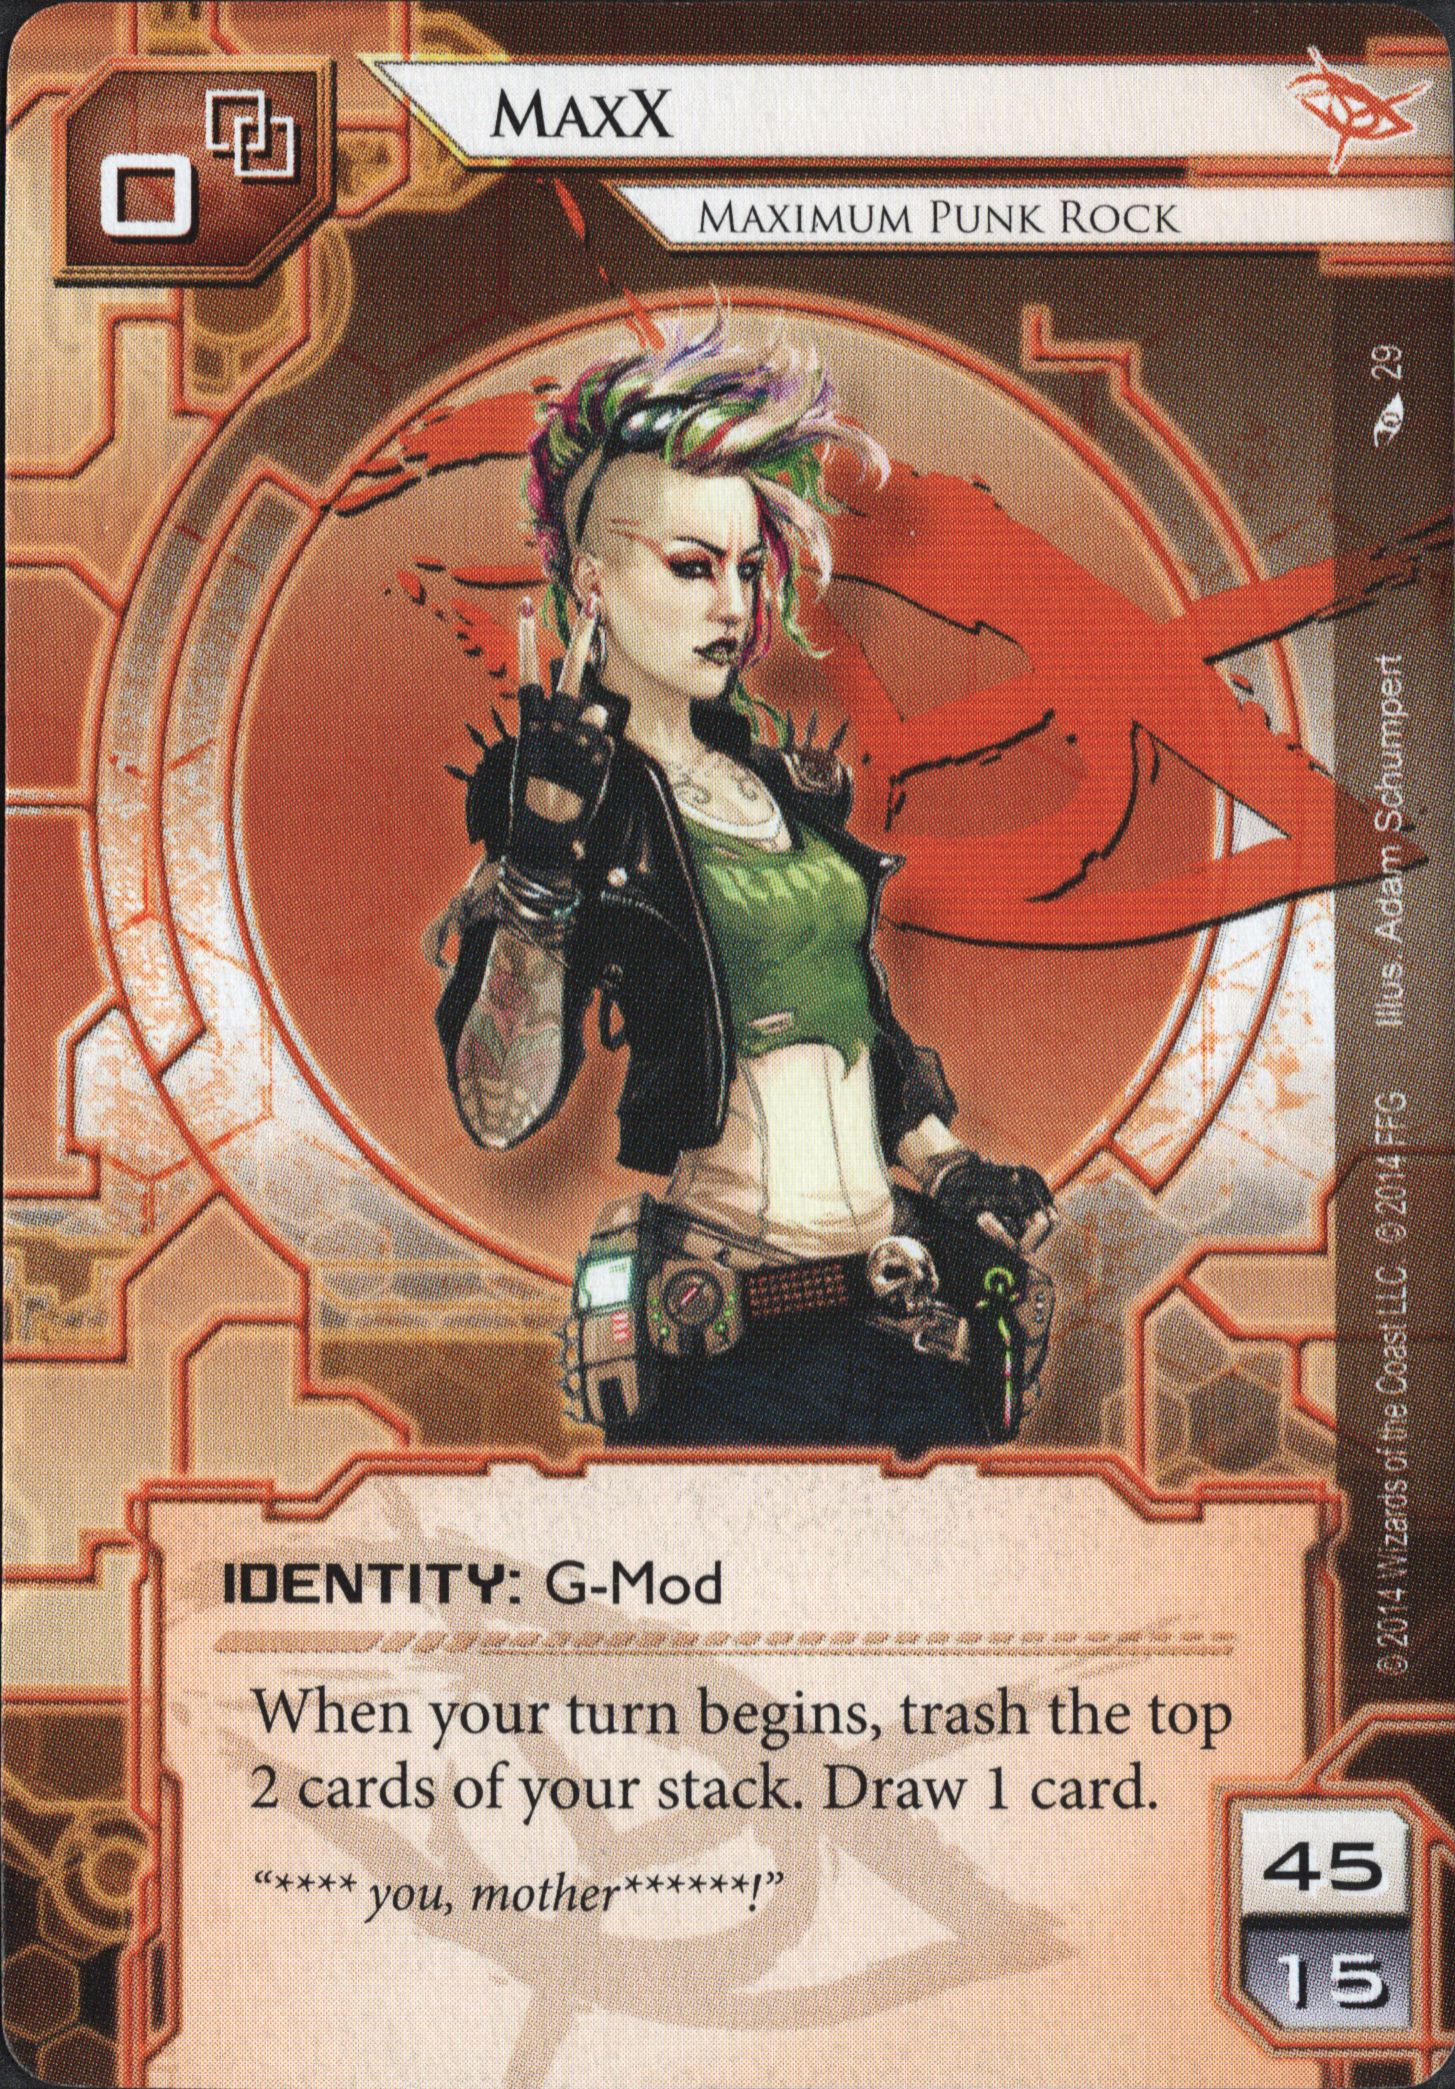 0
MaxX
Maximum Punk Rock
29
Illus. Adam Schumpert
© 2014 Wizards of the Coast LLC. © 2014 FFG
IDENTITY: G-Mod
When your turn begins, trash the top
2 cards of your stack. Draw 1 card.
“**** you, mother******!”
45
15